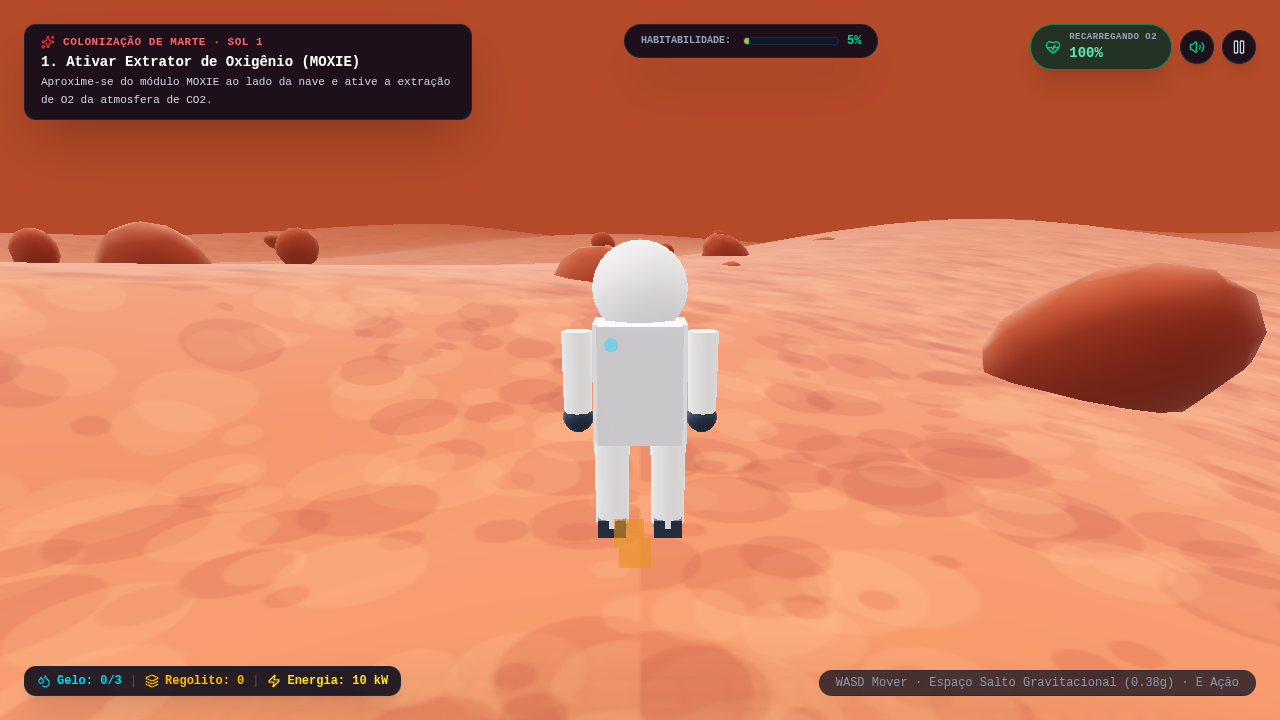 COLONIZAÇÃO DE MARTE · SOL 1
1. Ativar Extrator de Oxigênio (MOXIE)
Aproxime-se do módulo MOXIE ao lado da nave e ative a extração
de O2 da atmosfera de CO2.
HABITABILIDADE: 5%
RECARREGANDO O2
100%
Gelo: 0/3 | Regolito: 0 | Energia: 10 kW
WASD Mover · Espaço Salto Gravitacional (0.38g) · E Ação